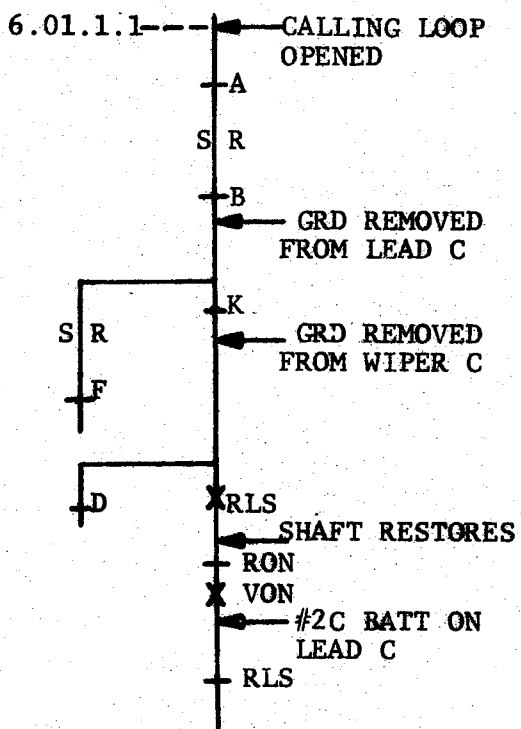 6.01.1.1--- CALLING LOOP
OPENED
A
S R
B
GRD REMOVED
FROM LEAD C
K
S R
GRD REMOVED
FROM WIPER C
F
D
RLS
SHAFT RESTORES
RON
VON
#2C BATT ON
LEAD C
RLS